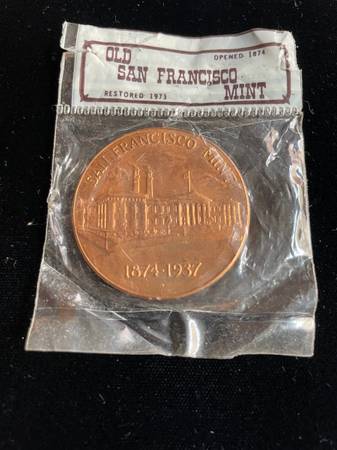 OLD
OPENED 1874
SAN FRANCISCO
RESTORED 1973
MINT
SAN FRANCISCO MINT
1874-1937